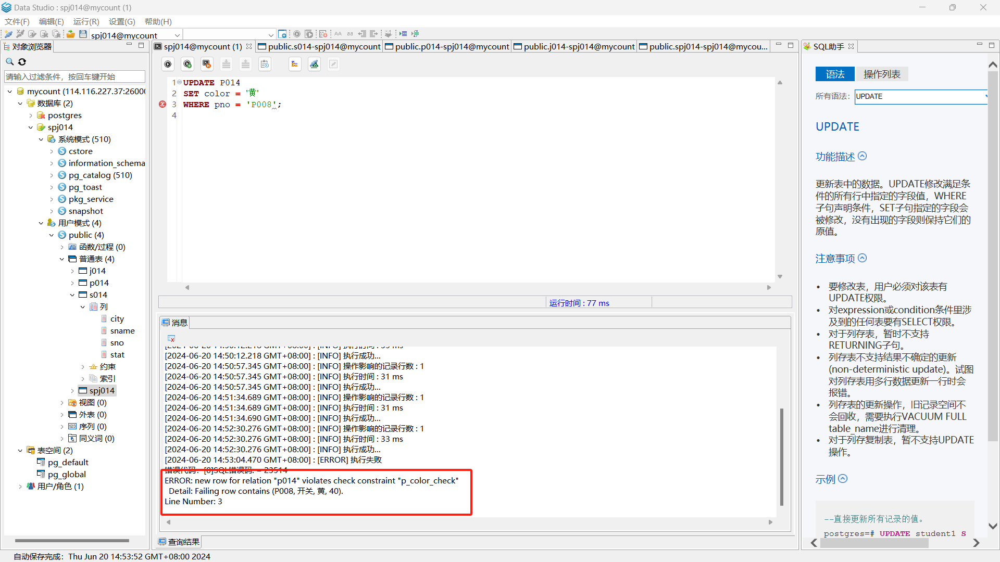 Data Studio : spj014@mycount (1)
文件(F) 编辑(E) 运行(R) 设置(G) 帮助(H)
spj014@mycount
对象浏览器
请输入过滤条件，按回车键开始
mycount (114.116.227.37:2600
数据库 (2)
postgres
spj014
系统模式 (510)
cstore
information_schema
pg_catalog (510)
pg_toast
pkg_service
snapshot
用户模式 (4)
public (4)
函数/过程 (0)
普通表 (4)
j014
p014
s014
列
city
sname
sno
stat
约束
索引
spj014
视图 (0)
外表 (0)
序列 (0)
同义词 (0)
表空间 (2)
pg_default
pg_global
用户/角色 (1)
spj014@mycount (1) public.s014-spj014@mycount public.p014-spj014@mycount public.j014-spj014@mycount public.spj014-spj014@mycou...
1 UPDATE P014
2 SET color = '黄'
3 WHERE pno = 'P008';
4
运行时间 : 77 ms
消息
[2024-06-20 14:50:12.218 GMT+08:00] : [INFO] 执行成功...
[2024-06-20 14:50:57.345 GMT+08:00] : [INFO] 操作影响的记录行数 : 1
[2024-06-20 14:50:57.345 GMT+08:00] : [INFO] 执行时间 : 31 ms
[2024-06-20 14:50:57.345 GMT+08:00] : [INFO] 执行成功...
[2024-06-20 14:51:34.689 GMT+08:00] : [INFO] 操作影响的记录行数 : 1
[2024-06-20 14:51:34.689 GMT+08:00] : [INFO] 执行时间 : 31 ms
[2024-06-20 14:51:34.690 GMT+08:00] : [INFO] 执行成功...
[2024-06-20 14:52:30.276 GMT+08:00] : [INFO] 操作影响的记录行数 : 1
[2024-06-20 14:52:30.276 GMT+08:00] : [INFO] 执行时间 : 33 ms
[2024-06-20 14:52:30.276 GMT+08:00] : [INFO] 执行成功...
[2024-06-20 14:53:04.470 GMT+08:00] : [ERROR] 执行失败
错误代码： [0]SQL错误码: = 23514
ERROR: new row for relation "p014" violates check constraint "p_color_check"
Detail: Failing row contains (P008, 开关, 黄, 40).
Line Number: 3
查询结果
SQL助手
语法 操作列表
所有语法: UPDATE
UPDATE
功能描述
更新表中的数据。UPDATE修改满足条
件的所有行中指定的字段值，WHERE
子句声明条件，SET子句指定的字段会
被修改，没有出现的字段则保持它们的
原值。
注意事项
• 要修改表，用户必须对该表有
UPDATE权限。
• 对expression或condition条件里涉
及到的任何表要有SELECT权限。
• 对于列存表，暂时不支持
RETURNING子句。
• 列存表不支持结果不确定的更新
(non-deterministic update)。试图
对列存表用多行数据更新一行时会
报错。
• 列存表的更新操作，旧记录空间不
会回收，需要执行VACUUM FULL
table_name进行清理。
• 对于列存复制表，暂不支持UPDATE
操作。
示例
--直接更新所有记录的值。
postgres=# UPDATE student1 S
自动保存完成：Thu Jun 20 14:53:52 GMT+08:00 2024